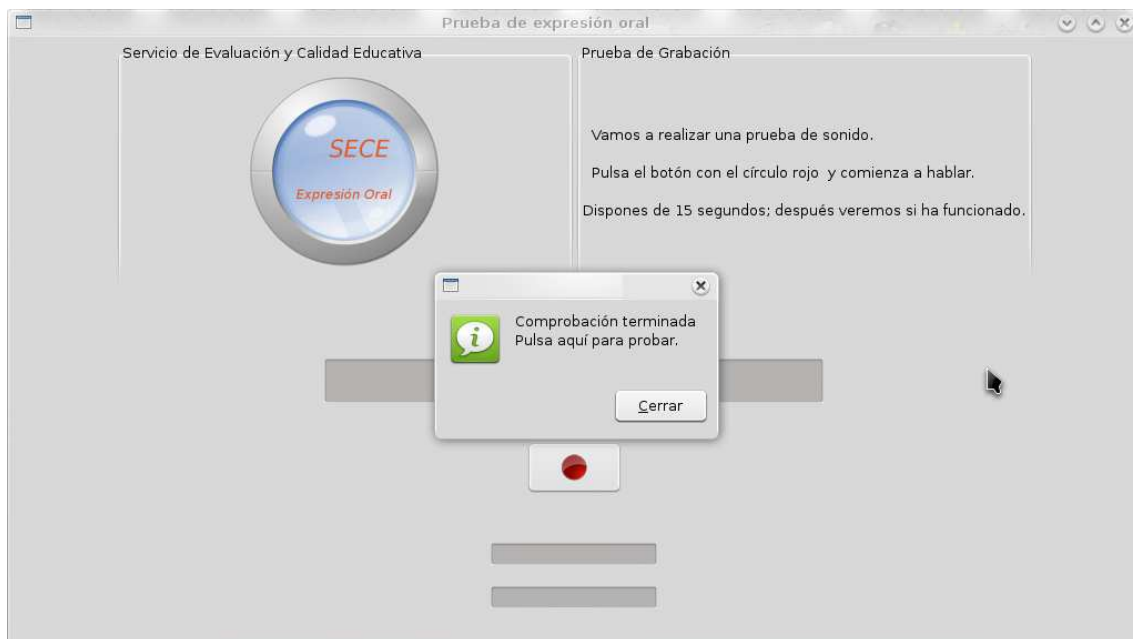 Prueba de expresión oral
Servicio de Evaluación y Calidad Educativa
SECE
Expresión Oral
Prueba de Grabación
Vamos a realizar una prueba de sonido.
Pulsa el botón con el círculo rojo y comienza a hablar.
Dispones de 15 segundos; después veremos si ha funcionado.
Comprobación terminada
Pulsa aquí para probar.
Cerrar